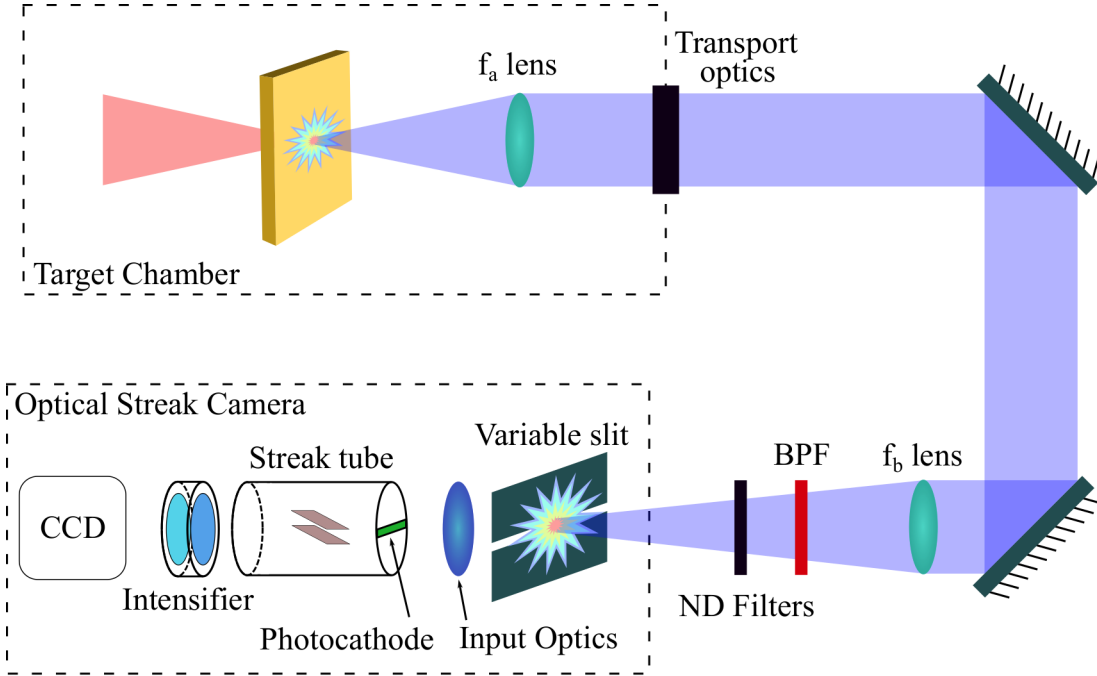 Transport
optics
fa lens
Target Chamber
Optical Streak Camera
Variable slit
Streak tube
BPF
fb lens
CCD
Intensifier
ND Filters
Photocathode
Input Optics